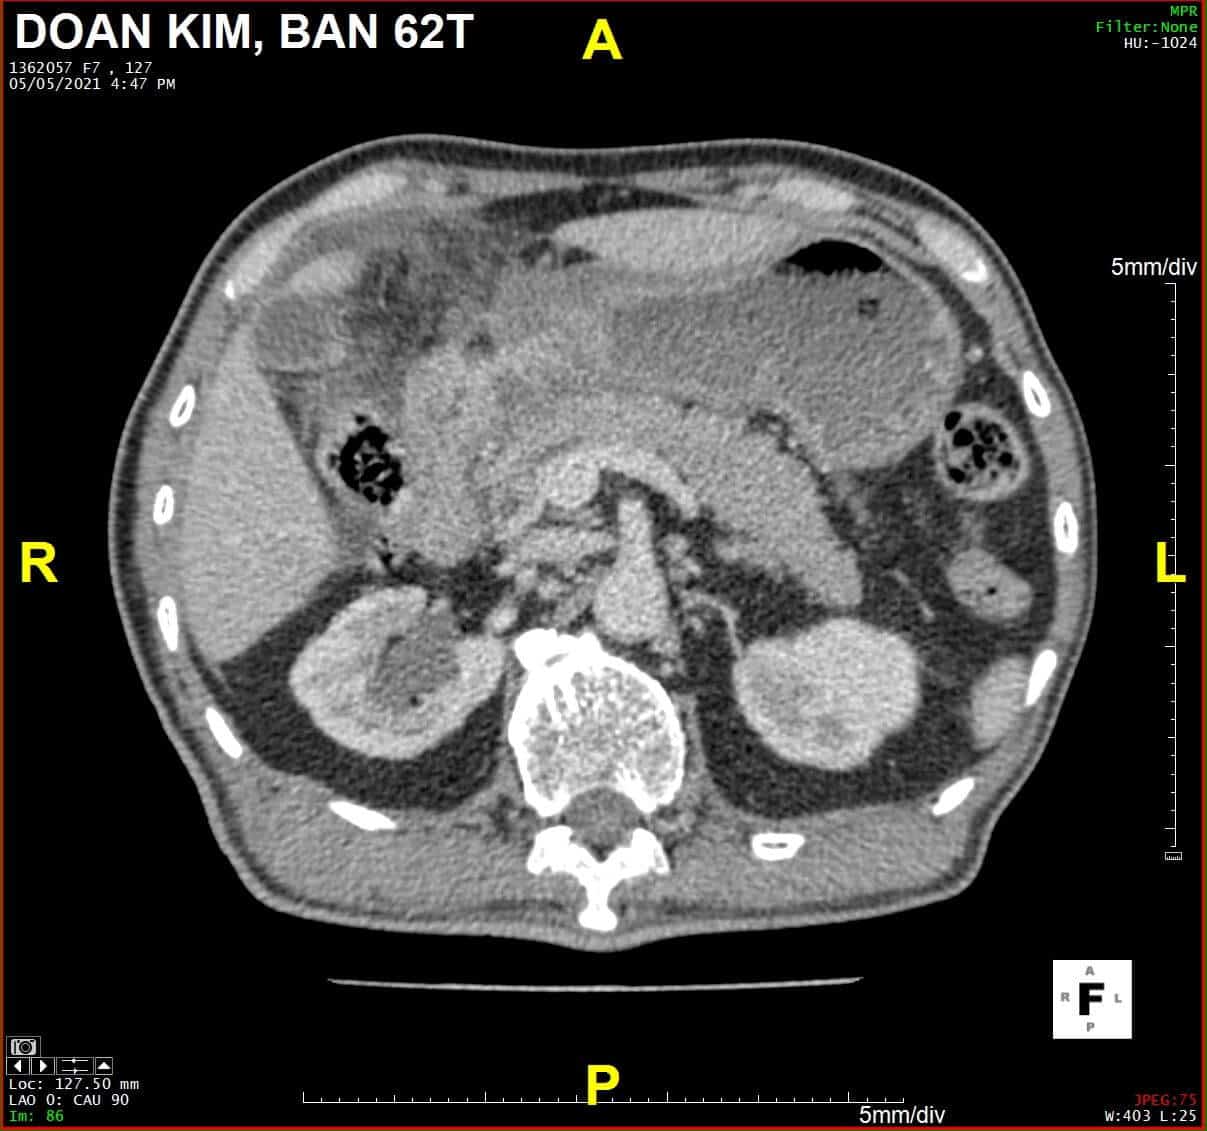 DOAN KIM, BAN 62T
1362057 F7 , 127
05/05/2021 4:47 PM
A
MPR
Filter:None
HU:-1024
5mm/div
R
L
A
R F L
P
P
5mm/div
Loc: 127.50 mm
LAO 0: CAU 90
Im: 86
JPEG:75
W:403 L:25